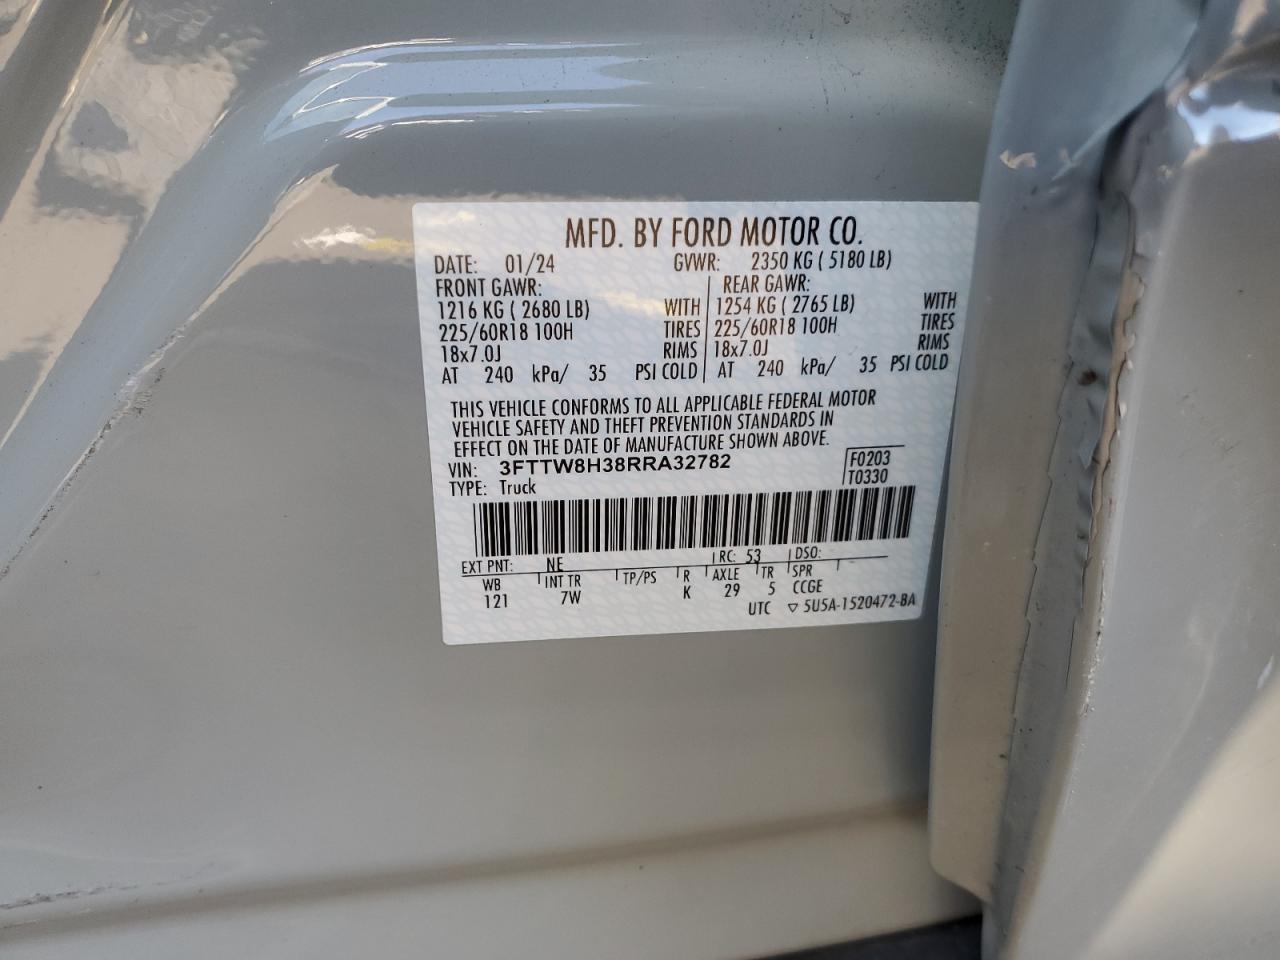 MFD. BY FORD MOTOR CO.
DATE: 01/24 GVWR: 2350 KG ( 5180 LB)
FRONT GAWR: REAR GAWR:
1216 KG ( 2680 LB) WITH 1254 KG ( 2765 LB) WITH
225/60R18 100H TIRES 225/60R18 100H TIRES
18x7.0J RIMS 18x7.0J RIMS
AT 240 kPa/ 35 PSI COLD AT 240 kPa/ 35 PSI COLD
THIS VEHICLE CONFORMS TO ALL APPLICABLE FEDERAL MOTOR
VEHICLE SAFETY AND THEFT PREVENTION STANDARDS IN
EFFECT ON THE DATE OF MANUFACTURE SHOWN ABOVE.
VIN: 3FTTW8H38RRA32782 F0203
TYPE: Truck T0330
EXT PNT: NE RC: 53 DSO:
WB INT TR TP/PS R AXLE TR SPR
121 7W K 29 5 CCGE
UTC ▽ 5U5A-1520472-BA